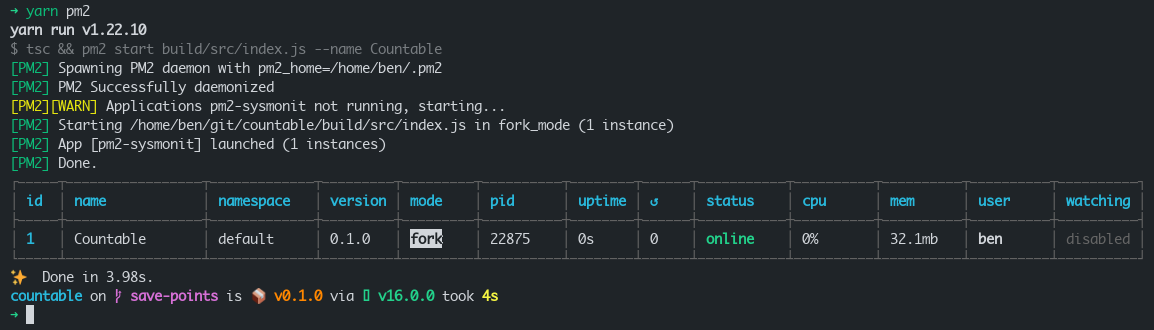 → yarn pm2
yarn run v1.22.10
$ tsc && pm2 start build/src/index.js --name Countable
[PM2] Spawning PM2 daemon with pm2_home=/home/ben/.pm2
[PM2] PM2 Successfully daemonized
[PM2][WARN] Applications pm2-sysmonit not running, starting...
[PM2] Starting /home/ben/git/countable/build/src/index.js in fork_mode (1 instance)
[PM2] App [pm2-sysmonit] launched (1 instances)
[PM2] Done.
id name namespace version mode pid uptime ↺ status cpu mem user watching
1 Countable default 0.1.0 fork 22875 0s 0 online 0% 32.1mb ben disabled
✨ Done in 3.98s.
countable on save-points is 📦 v0.1.0 via v16.0.0 took 4s
→